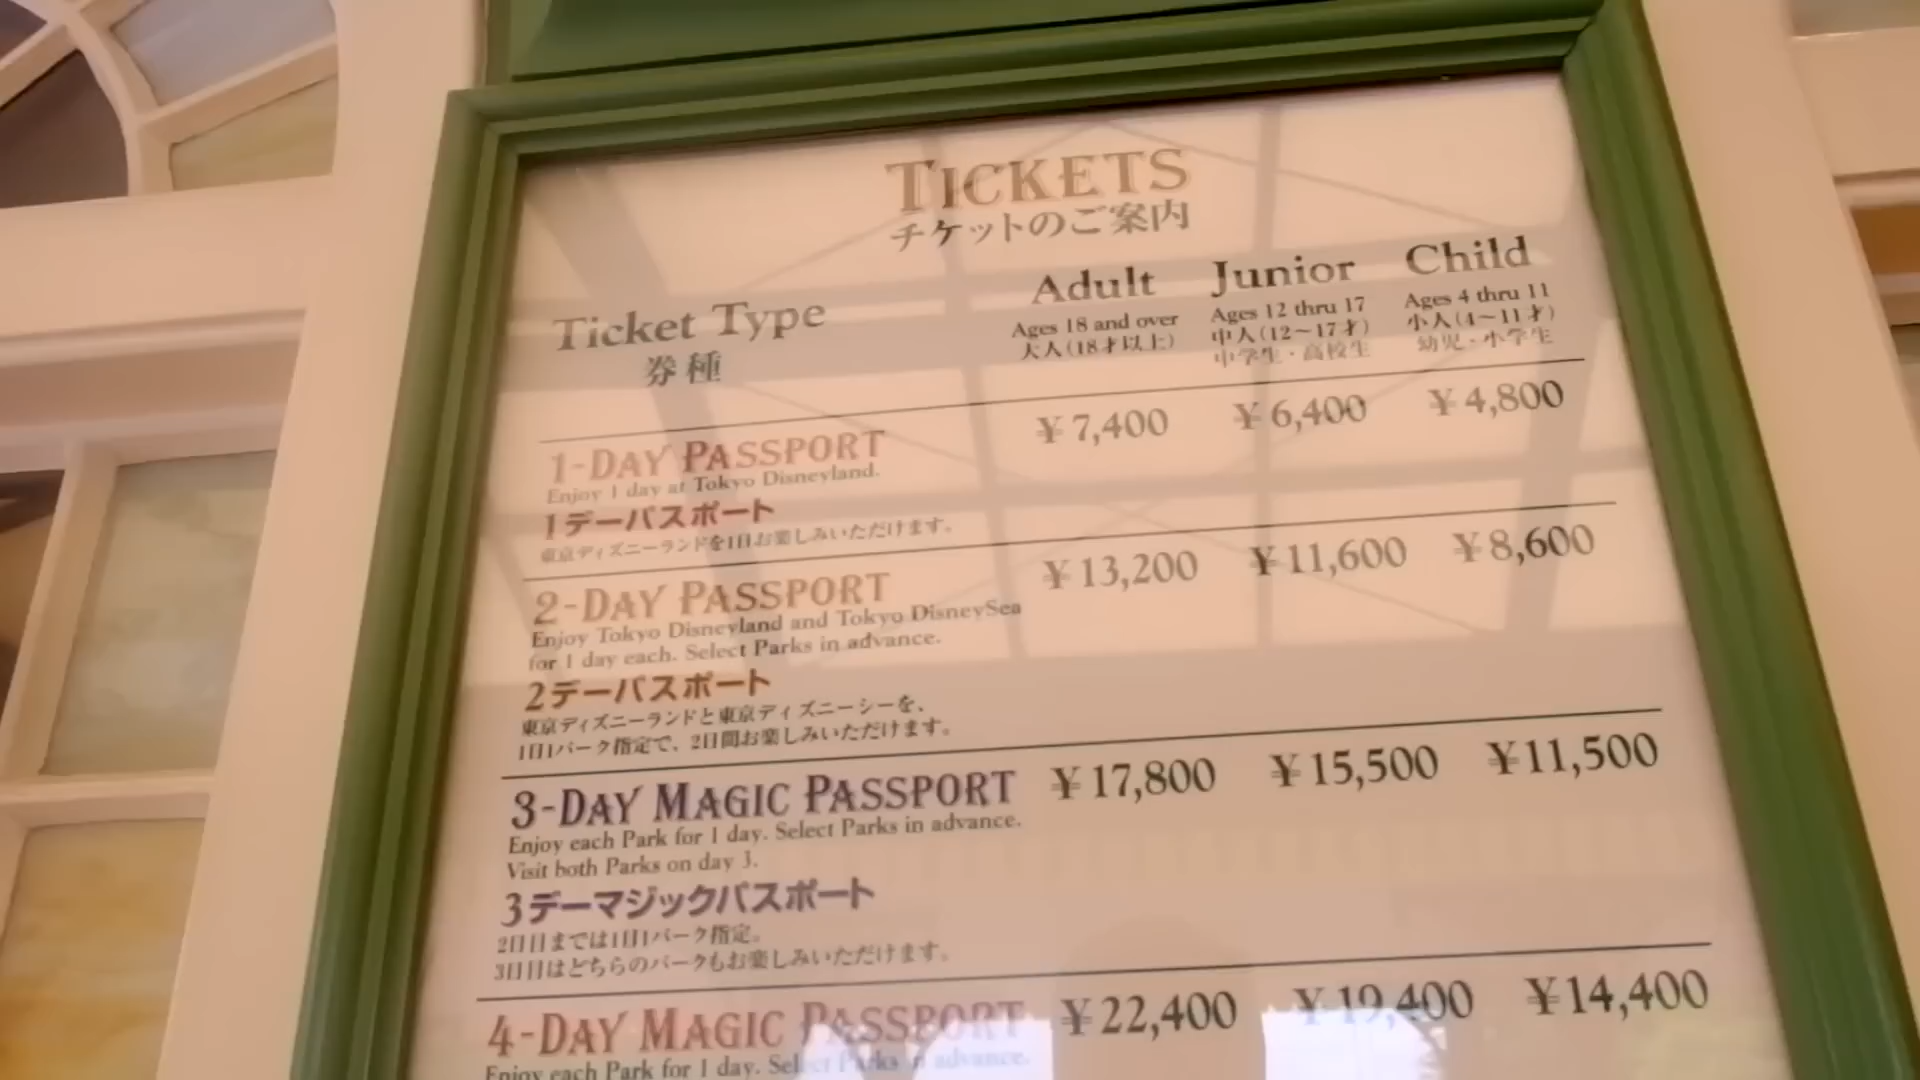 TICKETS
チケットのご案内
Ticket Type
券種
Adult
Ages 18 and over
大人(18才以上)
Junior
Ages 12 thru 17
中人(12～17才)
中学生・高校生
Child
Ages 4 thru 11
小人(4～11才)
幼児・小学生
1-DAY PASSPORT ¥7,400 ¥6,400 ¥4,800
Enjoy 1 day at Tokyo Disneyland.
1デーパスポート
東京ディズニーランドを1日お楽しみいただけます。
2-DAY PASSPORT ¥13,200 ¥11,600 ¥8,600
Enjoy Tokyo Disneyland and Tokyo DisneySea
for 1 day each. Select Parks in advance.
2デーパスポート
東京ディズニーランドと東京ディズニーシーを、
1日1パーク指定で、2日間お楽しみいただけます。
3-DAY MAGIC PASSPORT ¥17,800 ¥15,500 ¥11,500
Enjoy each Park for 1 day. Select Parks in advance.
Visit both Parks on day 3.
3デーマジックパスポート
2日目までは1日1パーク指定。
3日目はどちらのパークもお楽しみいただけます。
4-DAY MAGIC PASSPORT ¥22,400 ¥19,400 ¥14,400
Enjoy each Park for 1 day. Select Parks in advance.